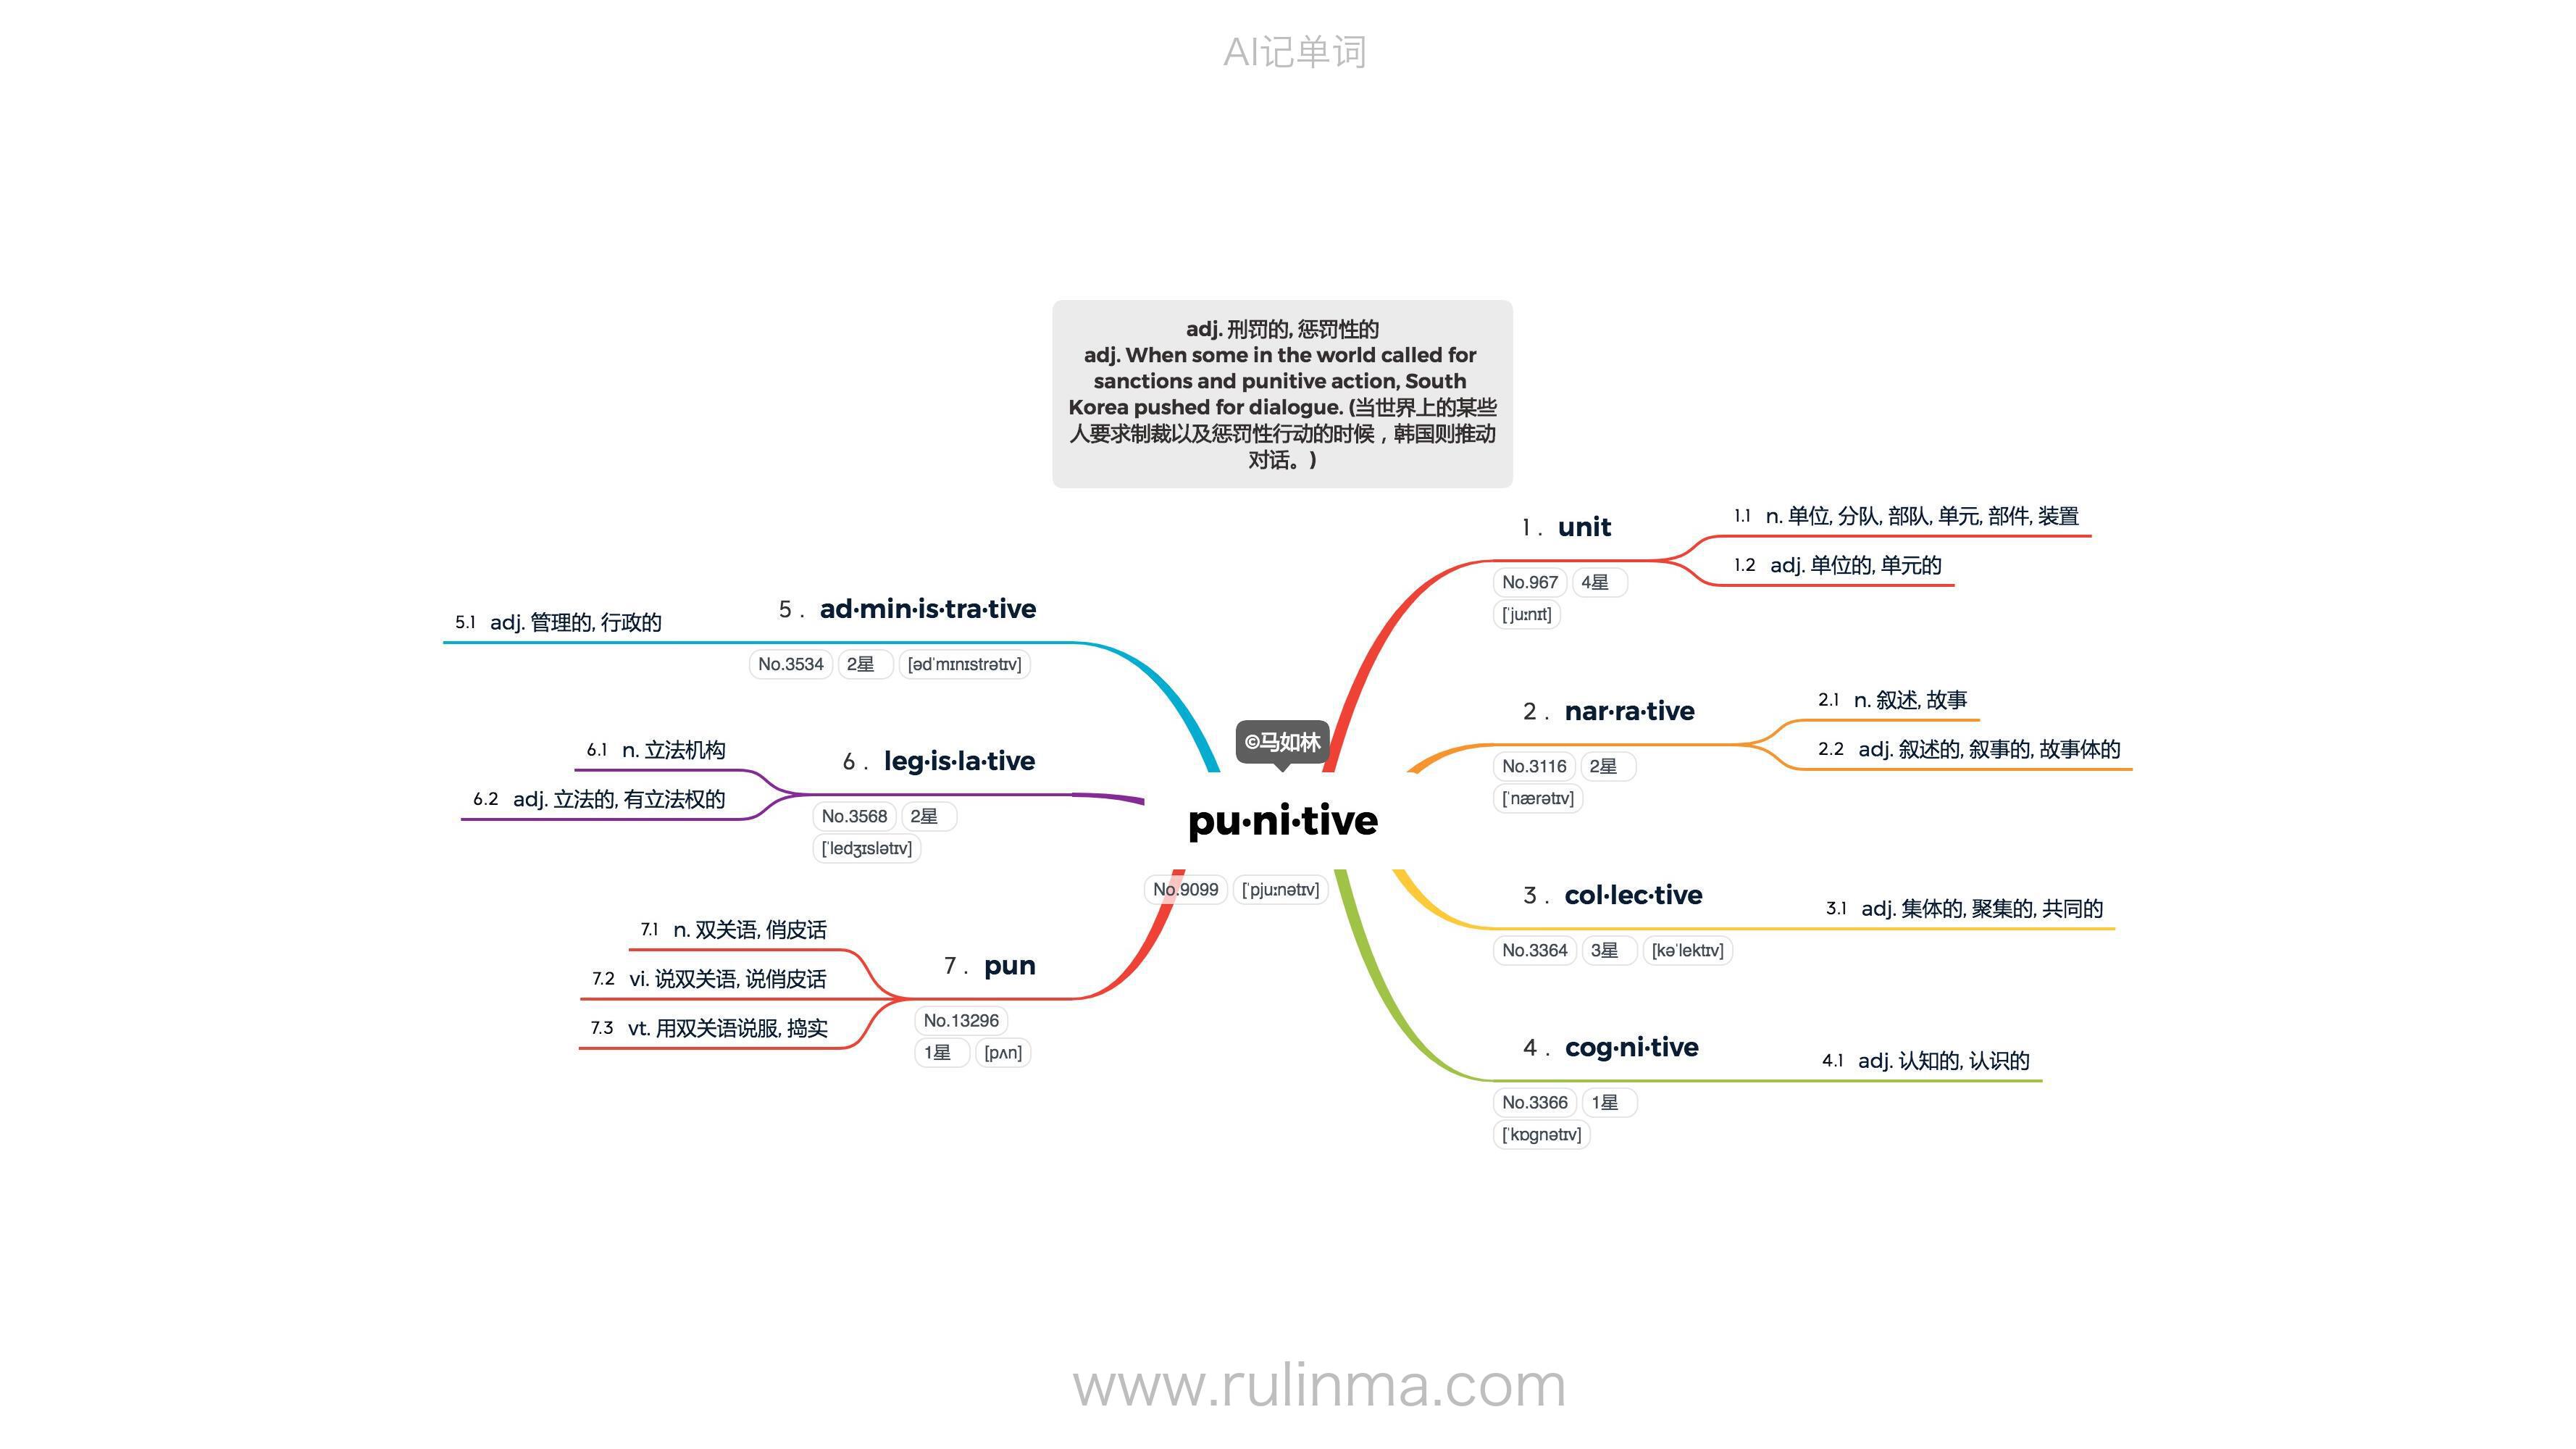 AI记单词
adj. 刑罚的, 惩罚性的
adj. When some in the world called for
sanctions and punitive action, South
Korea pushed for dialogue. (当世界上的某些
人要求制裁以及惩罚性行动的时候，韩国则推动
对话。)
©马如林
pu·ni·tive
No.9099 [ˈpjuːnətɪv]
1. unit
No.967 4星
[ˈjuːnɪt]
1.1 n. 单位, 分队, 部队, 单元, 部件, 装置
1.2 adj. 单位的, 单元的
2. nar·ra·tive
No.3116 2星
[ˈnærətɪv]
2.1 n. 叙述, 故事
2.2 adj. 叙述的, 叙事的, 故事体的
3. col·lec·tive
No.3364 3星 [kəˈlektɪv]
3.1 adj. 集体的, 聚集的, 共同的
4. cog·ni·tive
No.3366 1星
[ˈkɒɡnətɪv]
4.1 adj. 认知的, 认识的
5. ad·min·is·tra·tive
No.3534 2星 [ədˈmɪnɪstrətɪv]
5.1 adj. 管理的, 行政的
6. leg·is·la·tive
No.3568 2星
[ˈledʒɪslətɪv]
6.1 n. 立法机构
6.2 adj. 立法的, 有立法权的
7. pun
No.13296
1星 [pʌn]
7.1 n. 双关语, 俏皮话
7.2 vi. 说双关语, 说俏皮话
7.3 vt. 用双关语说服, 捣实
www.rulinma.com